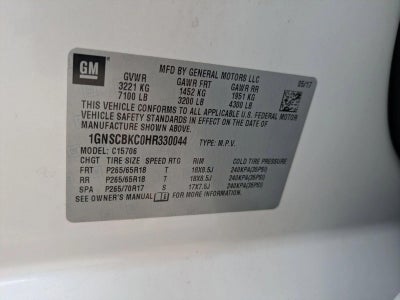 GM
MFD BY GENERAL MOTORS LLC 05/17
GVWR GAWR FRT GAWR RR
3221 KG 1452 KG 1951 KG
7100 LB 3200 LB 4300 LB
THIS VEHICLE CONFORMS TO ALL APPLICABLE U.S. FEDERAL MOTOR
VEHICLE SAFETY STANDARDS IN EFFECT ON THE DATE OF
MANUFACTURE SHOWN ABOVE.
1GNSCBKC0HR330044 TYPE: M.P.V.
MODEL: C15706
CHGT TIRE SIZE SPEED RTG RIM COLD TIRE PRESSURE
FRT P265/65R18 T 18X8.5J 240KPA(35PSI)
RR P265/65R18 T 18X8.5J 240KPA(35PSI)
SPA P265/70R17 S 17X7.5J 240KPA(35PSI)
SEE OWNER'S MANUAL FOR MORE INFORMATION.